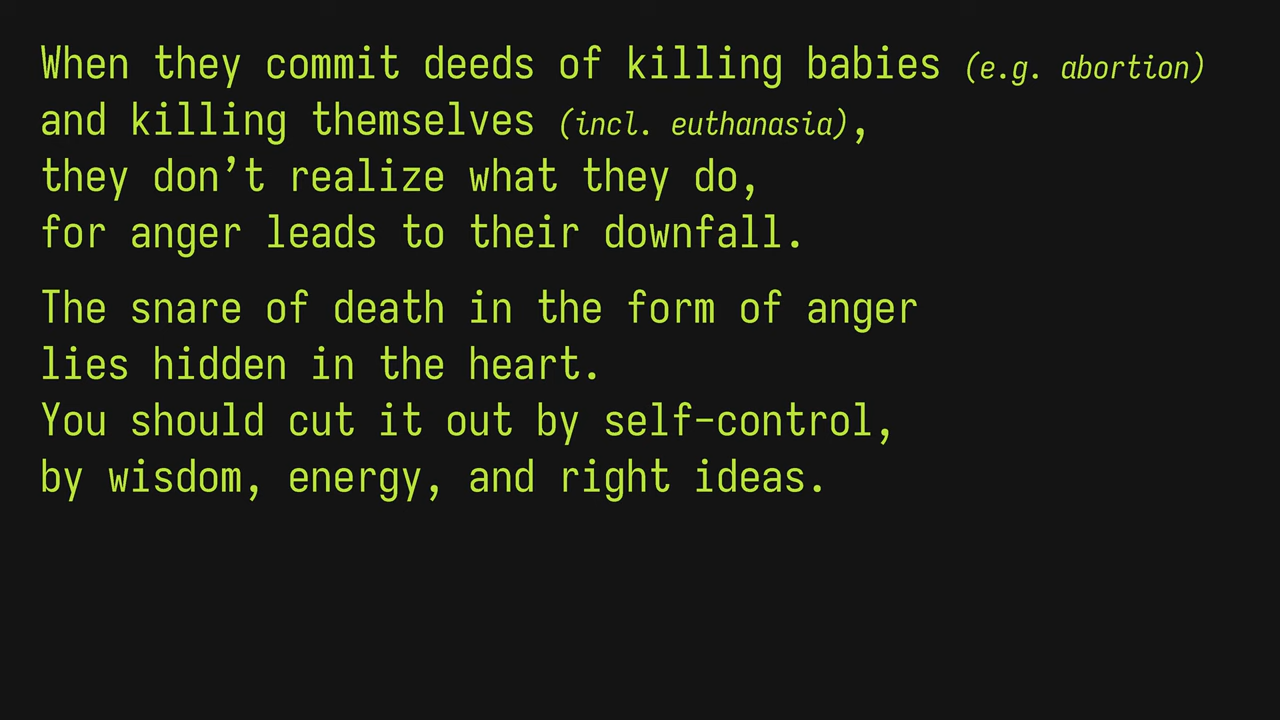 When they commit deeds of killing babies (e.g. abortion)
and killing themselves (incl. euthanasia),
they don’t realize what they do,
for anger leads to their downfall.
The snare of death in the form of anger
lies hidden in the heart.
You should cut it out by self-control,
by wisdom, energy, and right ideas.